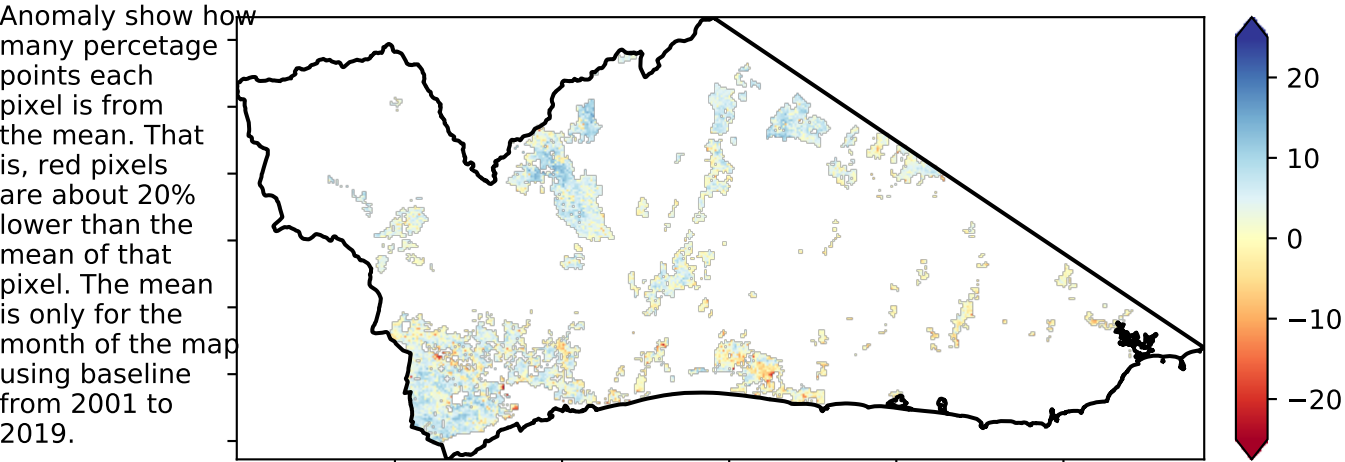 Anomaly show how
many percetage
points each
pixel is from
the mean. That
is, red pixels
are about 20%
lower than the
mean of that
pixel. The mean
is only for the
month of the map
using baseline
from 2001 to
2019.
20
10
0
−10
−20